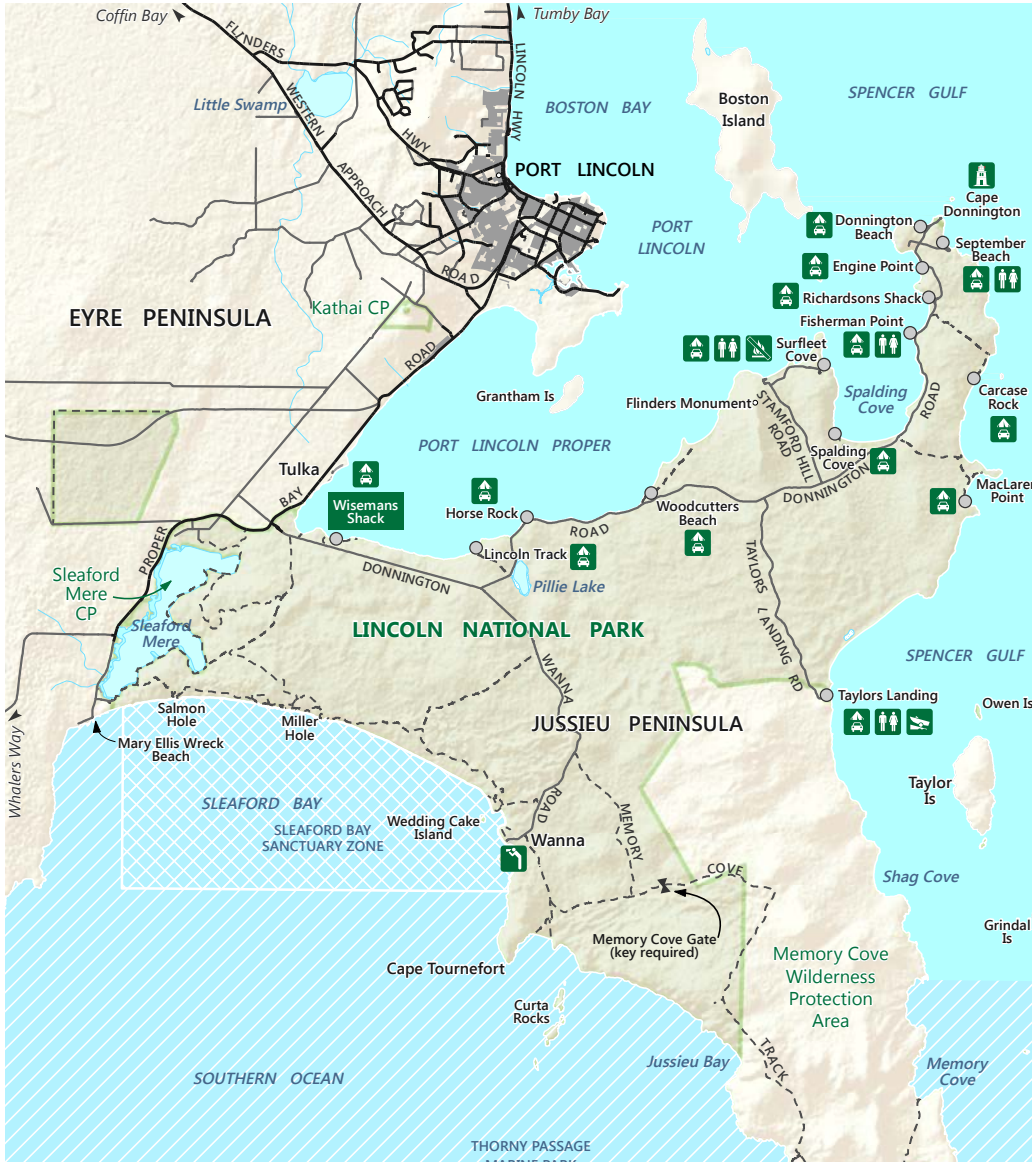 Coffin Bay
Tumby Bay
FLINDERS
HWY
LINCOLN HWY
WESTERN
APPROACH
ROAD
Little Swamp
BOSTON BAY
Boston
Island
SPENCER GULF
PORT LINCOLN
PORT
LINCOLN
Cape
Donnington
Donnington
Beach
September
Beach
Engine Point
Richardsons Shack
Fisherman Point
EYRE PENINSULA
Kathai CP
ROAD
Surfleet
Cove
Spalding
Cove
ROAD
Carcase
Rock
Grantham Is
Flinders Monument
STAMFORD HILL
ROAD
PORT LINCOLN PROPER
Spalding
Cove
DONNINGTON
MacLaren
Point
Tulka
BAY
PROPER
Wisemans
Shack
Horse Rock
ROAD
Woodcutters
Beach
Lincoln Track
DONNINGTON
Pillie Lake
TAYLORS LANDING RD
Sleaford
Mere
CP
Sleaford
Mere
LINCOLN NATIONAL PARK
WANNA
SPENCER GULF
Taylors Landing
Owen Is
Salmon
Hole
Miller
Hole
JUSSIEU PENINSULA
Mary Ellis Wreck
Beach
Whalers Way
Taylor
Is
SLEAFORD BAY
SLEAFORD BAY
SANCTUARY ZONE
Wedding Cake
Island
ROAD
Wanna
MEMORY
COVE
Shag Cove
Grindal
Is
Memory Cove Gate
(key required)
Cape Tournefort
Memory Cove
Wilderness
Protection
Area
Curta
Rocks
Jussieu Bay
TRACK
Memory
Cove
SOUTHERN OCEAN
THORNY PASSAGE
MARINE PARK